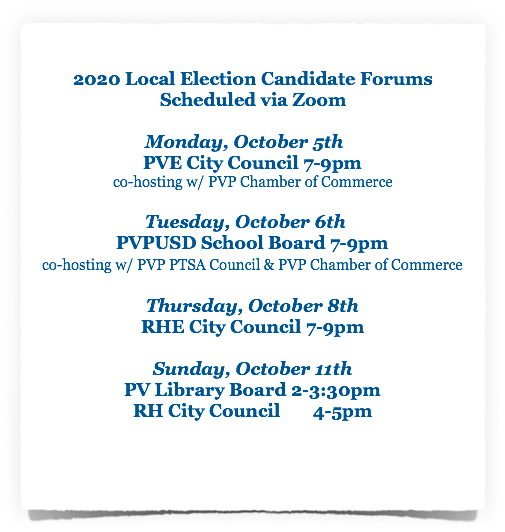 2020 Local Election Candidate Forums
Scheduled via Zoom
Monday, October 5th
PVE City Council 7-9pm
co-hosting w/ PVP Chamber of Commerce
Tuesday, October 6th
PVPUSD School Board 7-9pm
co-hosting w/ PVP PTSA Council & PVP Chamber of Commerce
Thursday, October 8th
RHE City Council 7-9pm
Sunday, October 11th
PV Library Board 2-3:30pm
RH City Council 4-5pm